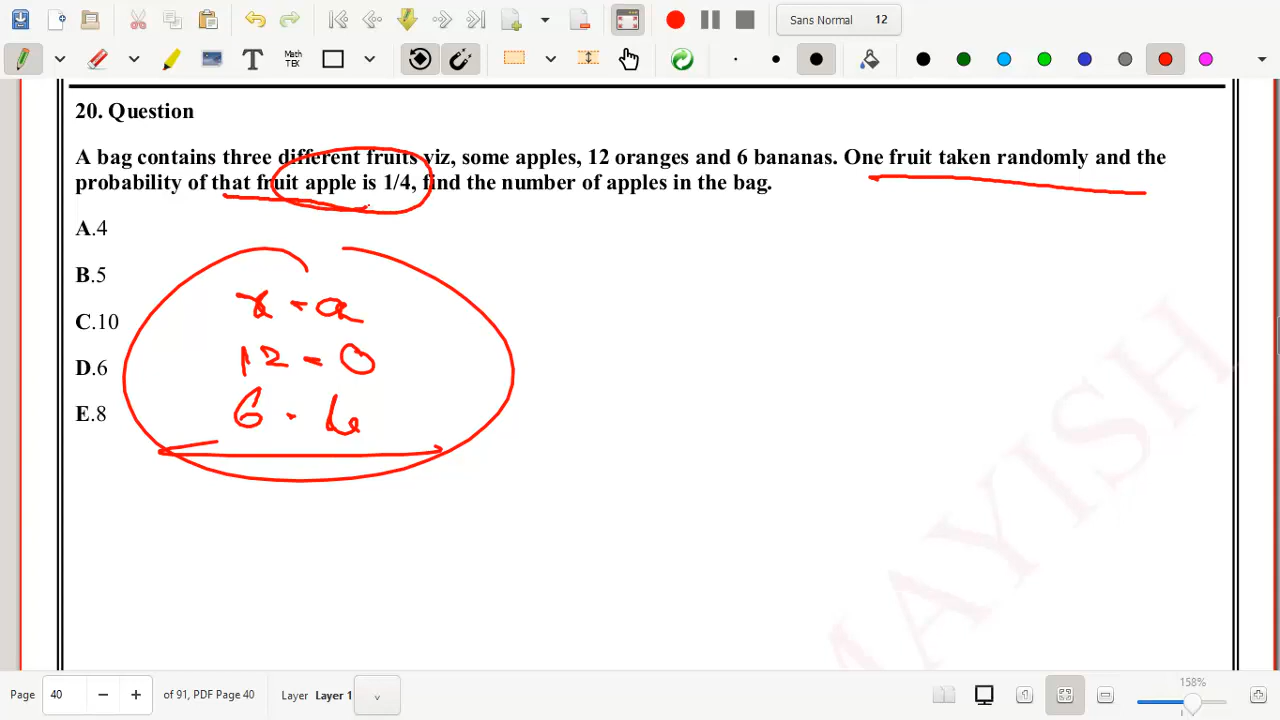 Sans Normal 12
Math
TEX
20. Question
A bag contains three different fruits viz, some apples, 12 oranges and 6 bananas. One fruit taken randomly and the
probability of that fruit apple is 1/4, find the number of apples in the bag.
A.4
B.5
C.10
D.6
E.8
x - a
12 - O
6 - b
MAYISH
Page 40 of 91, PDF Page 40 Layer Layer 1 158%